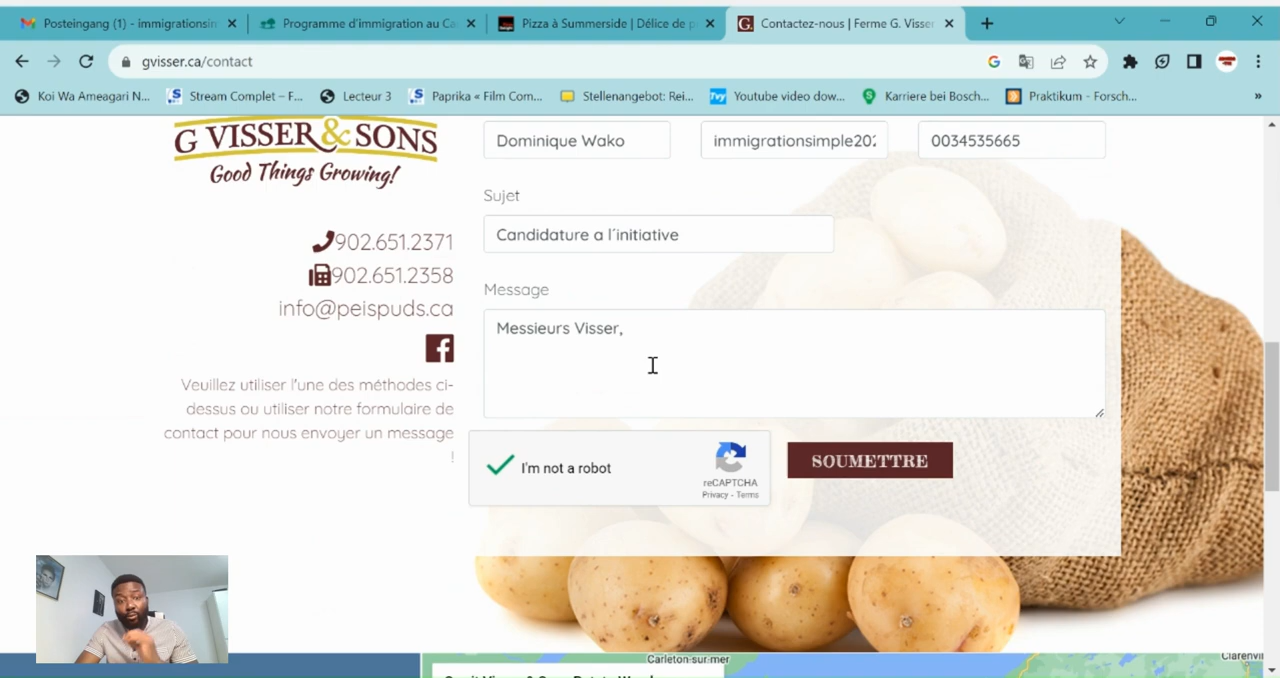 Posteingang (1) - immigrationsin
Programme d'immigration au Ca
Pizza à Summerside | Délice de p
Contactez-nous | Ferme G. Visser
gvisser.ca/contact
Koi Wa Ameagari N...
Stream Complet – F...
Lecteur 3
Paprika « Film Com...
Stellenangebot: Rei...
Youtube video dow...
Karriere bei Bosch...
Praktikum - Forsch...
»
G VISSER & SONS
Good Things Growing!
902.651.2371
902.651.2358
info@peispuds.ca
Veuillez utiliser l'une des méthodes ci-
dessus ou utiliser notre formulaire de
contact pour nous envoyer un message
!
Dominique Wako
immigrationsimple202
0034535665
Sujet
Candidature a l´initiative
Message
Messieurs Visser,
I'm not a robot
reCAPTCHA
Privacy - Terms
SOUMETTRE
Carleton-sur-mer
Clarenvil